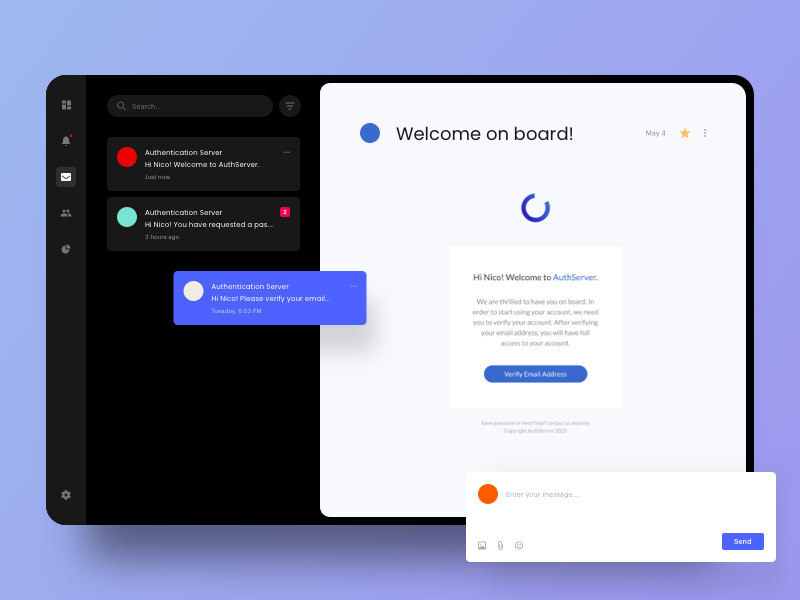 Search..
Authentication Server
Hi Nico! Welcome to AuthServer.
Just now
Authentication Server
2
Hi Nico! You have requested a pas...
3 hours ago
Authentication Server
Hi Nico! Please verify your email...
Tuesday, 6:53 PM
Welcome on board!
May 4
Hi Nico! Welcome to AuthServer.
We are thrilled to have you on board. In
order to start using your account, we need
you to verify your account. After verifying
your email address, you will have full
access to your account.
Verify Email Address
Have questions or need help? contact us anytime.
Copyright AuthServer 2020
Enter your message...
Send